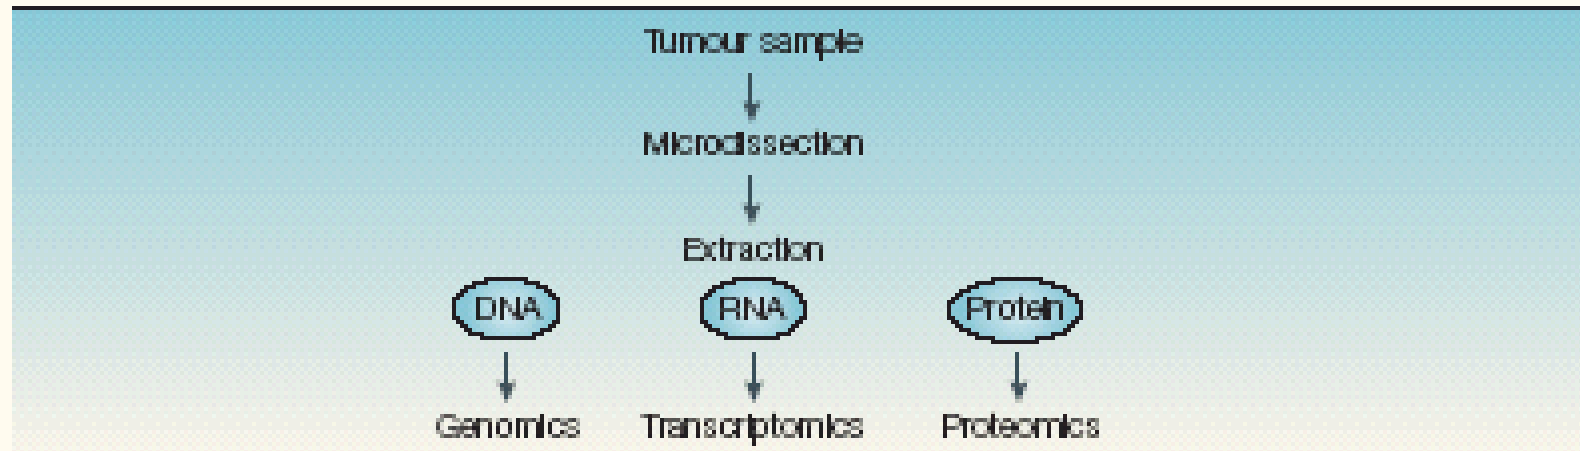 Tumour sample
Microdissection
Extraction
DNA RNA Protein
Genomics Transcriptomics Proteomics